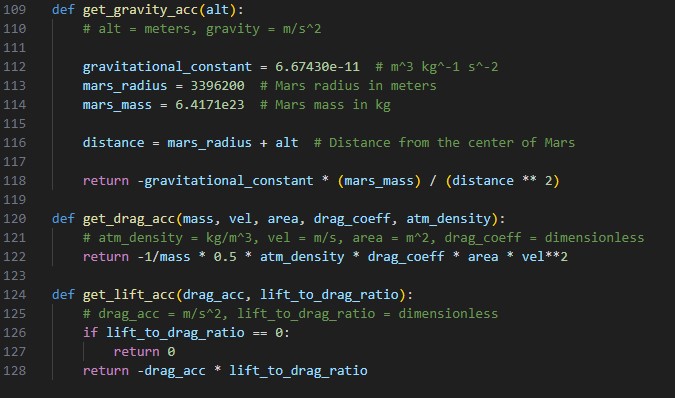 109 def get_gravity_acc(alt):
110     # alt = meters, gravity = m/s^2
111
112     gravitational_constant = 6.67430e-11  # m^3 kg^-1 s^-2
113     mars_radius = 3396200  # Mars radius in meters
114     mars_mass = 6.4171e23  # Mars mass in kg
115
116     distance = mars_radius + alt  # Distance from the center of Mars
117
118     return -gravitational_constant * (mars_mass) / (distance ** 2)
119
120 def get_drag_acc(mass, vel, area, drag_coeff, atm_density):
121     # atm_density = kg/m^3, vel = m/s, area = m^2, drag_coeff = dimensionless
122     return -1/mass * 0.5 * atm_density * drag_coeff * area * vel**2
123
124 def get_lift_acc(drag_acc, lift_to_drag_ratio):
125     # drag_acc = m/s^2, lift_to_drag_ratio = dimensionless
126     if lift_to_drag_ratio == 0:
127         return 0
128     return -drag_acc * lift_to_drag_ratio